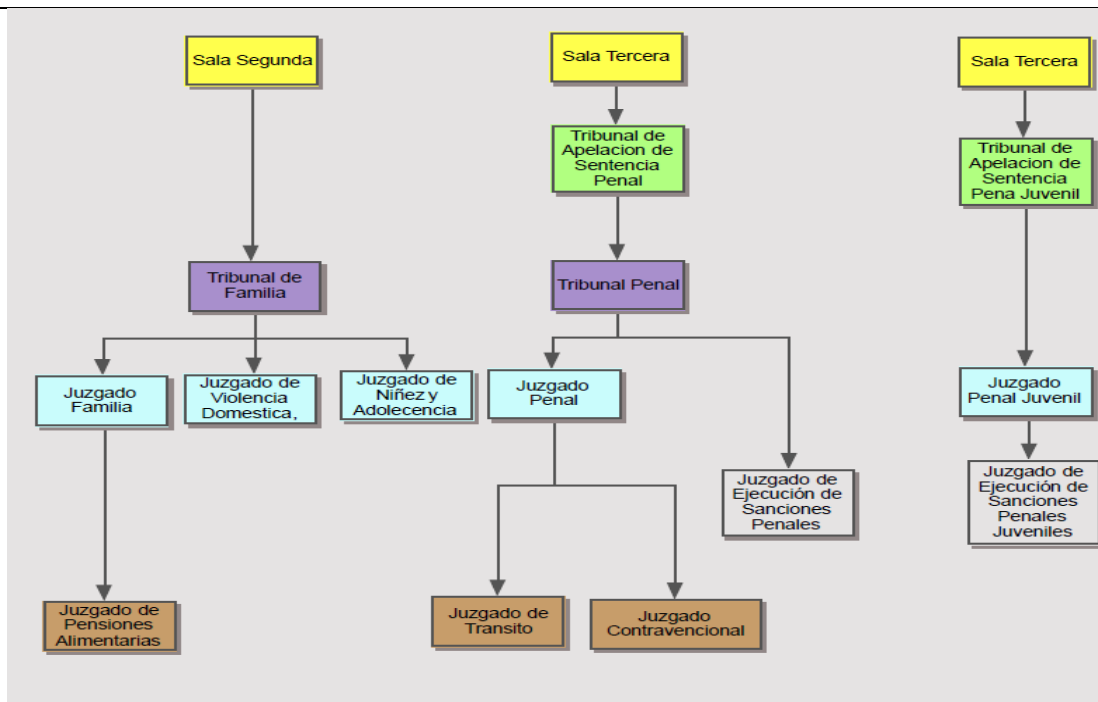 Sala Segunda
Tribunal de
Familia
Juzgado
Familia
Juzgado de
Violencia
Domestica,
Juzgado de
Niñez y
Adolecencia
Juzgado de
Pensiones
Alimentarias
Sala Tercera
Tribunal de
Apelacion de
Sentencia
Penal
Tribunal Penal
Juzgado
Penal
Juzgado de
Ejecución de
Sanciones
Penales
Juzgado de
Transito
Juzgado
Contravencional
Sala Tercera
Tribunal de
Apelacion de
Sentencia
Pena Juvenil
Juzgado
Penal Juvenil
Juzgado de
Ejecución de
Sanciones
Penales
Juveniles